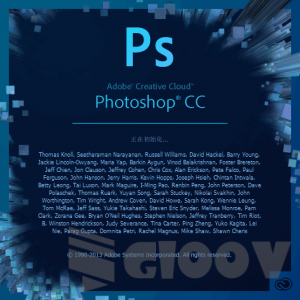 Ps
Adobe® Creative Cloud™
Photoshop® CC
正在初始化...
Thomas Knoll, Seetharaman Narayanan, Russell Williams, David Hackel, Barry Young,
Jackie Lincoln-Owyang, Maria Yap, Barkin Aygun, Vinod Balakrishnan, Foster Brereton,
Jeff Chien, Jon Clauson, Jeffrey Cohen, Chris Cox, Alan Erickson, Pete Falco, Paul
Ferguson, John Hanson, Jerry Harris, Kevin Hopps, Joseph Hsieh, Chintan Intwala,
Betty Leong, Tai Luxon, Mark Maguire, I-Ming Pao, Renbin Peng, John Peterson, Dave
Polaschek, Thomas Ruark, Yuyan Song, Sarah Stuckey, Nikolai Svakhin, John
Worthington, Tim Wright, Andrew Coven, David Howe, Sarah Kong, Wennie Leung,
Tom McRae, Jeff Sass, Yukie Takahashi, Steven Eric Snyder, Melissa Monroe, Pam
Clark, Zorana Gee, Bryan O'Neil Hughes, Stephen Nielson, Jeffrey Tranberry, Tim Riot,
B. Winston Hendrickson, Judy Severance, Tina Carter, Ping Zhang, Yuko Kagita, Lei
Nie, Parag Gupta, Domnita Petri, Rachel Magnus, Mike Shaw, Shawn Cheris
© 1990-2013 Adobe Systems Incorporated. All rights reserved.